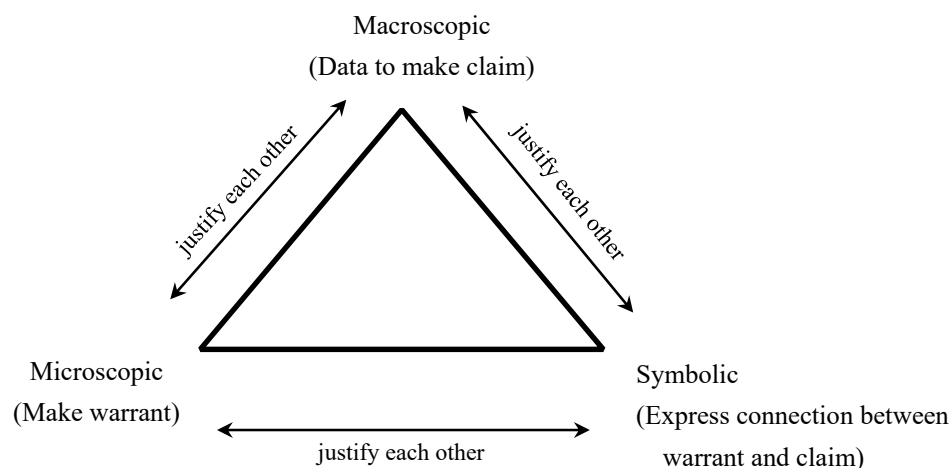 Macroscopic
(Data to make claim)
justify each other
justify each other
Microscopic
(Make warrant)
Symbolic
(Express connection between
warrant and claim)
justify each other